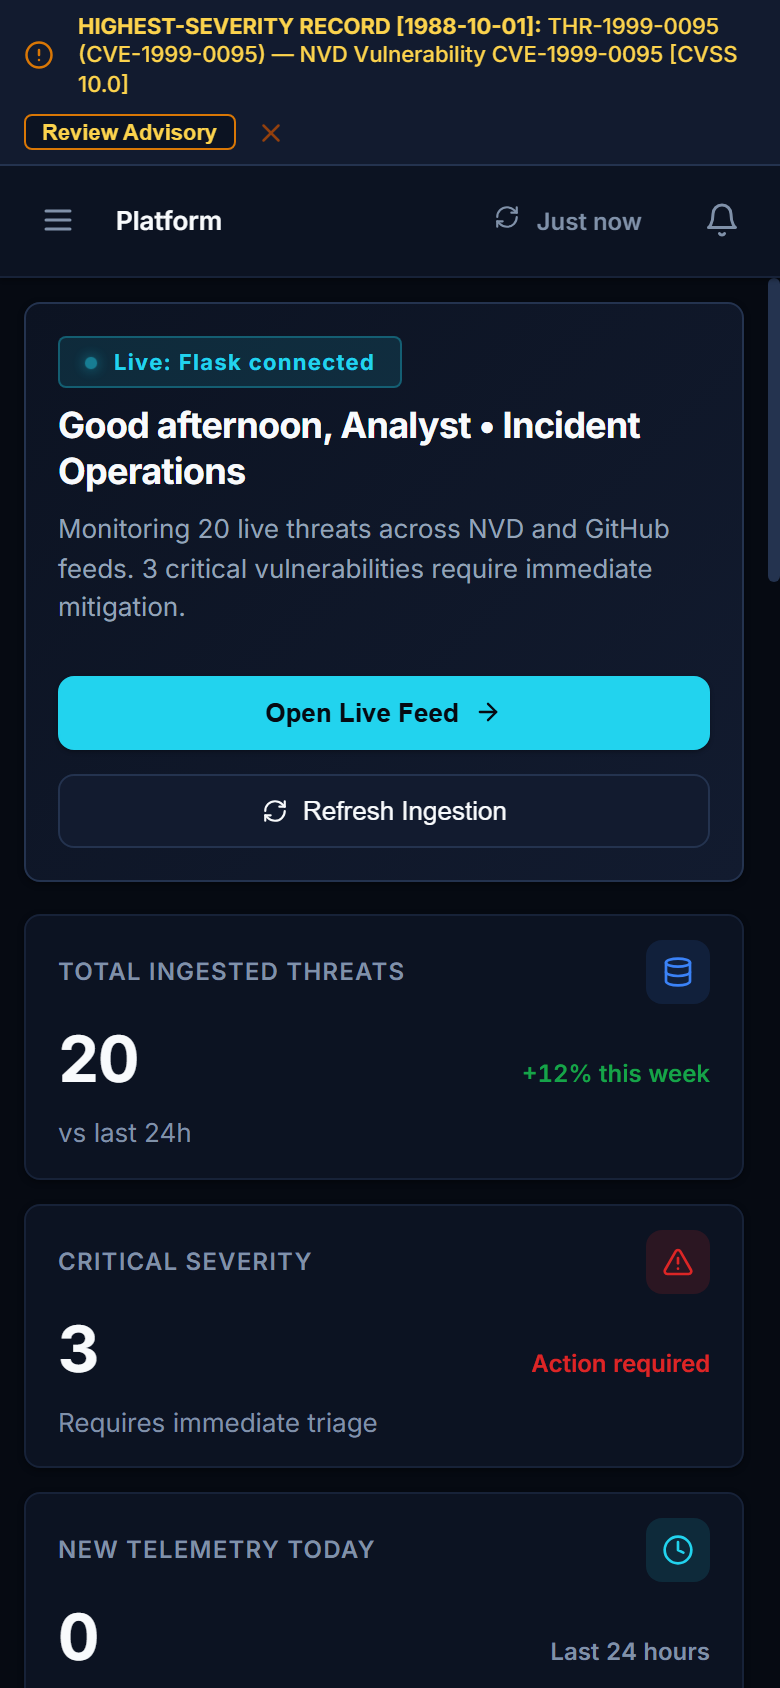 HIGHEST-SEVERITY RECORD [1988-10-01]: THR-1999-0095
(CVE-1999-0095) — NVD Vulnerability CVE-1999-0095 [CVSS
10.0]
Review Advisory
Platform
Just now
Live: Flask connected
Good afternoon, Analyst • Incident
Operations
Monitoring 20 live threats across NVD and GitHub
feeds. 3 critical vulnerabilities require immediate
mitigation.
Open Live Feed →
Refresh Ingestion
TOTAL INGESTED THREATS
20
+12% this week
vs last 24h
CRITICAL SEVERITY
3
Action required
Requires immediate triage
NEW TELEMETRY TODAY
0
Last 24 hours